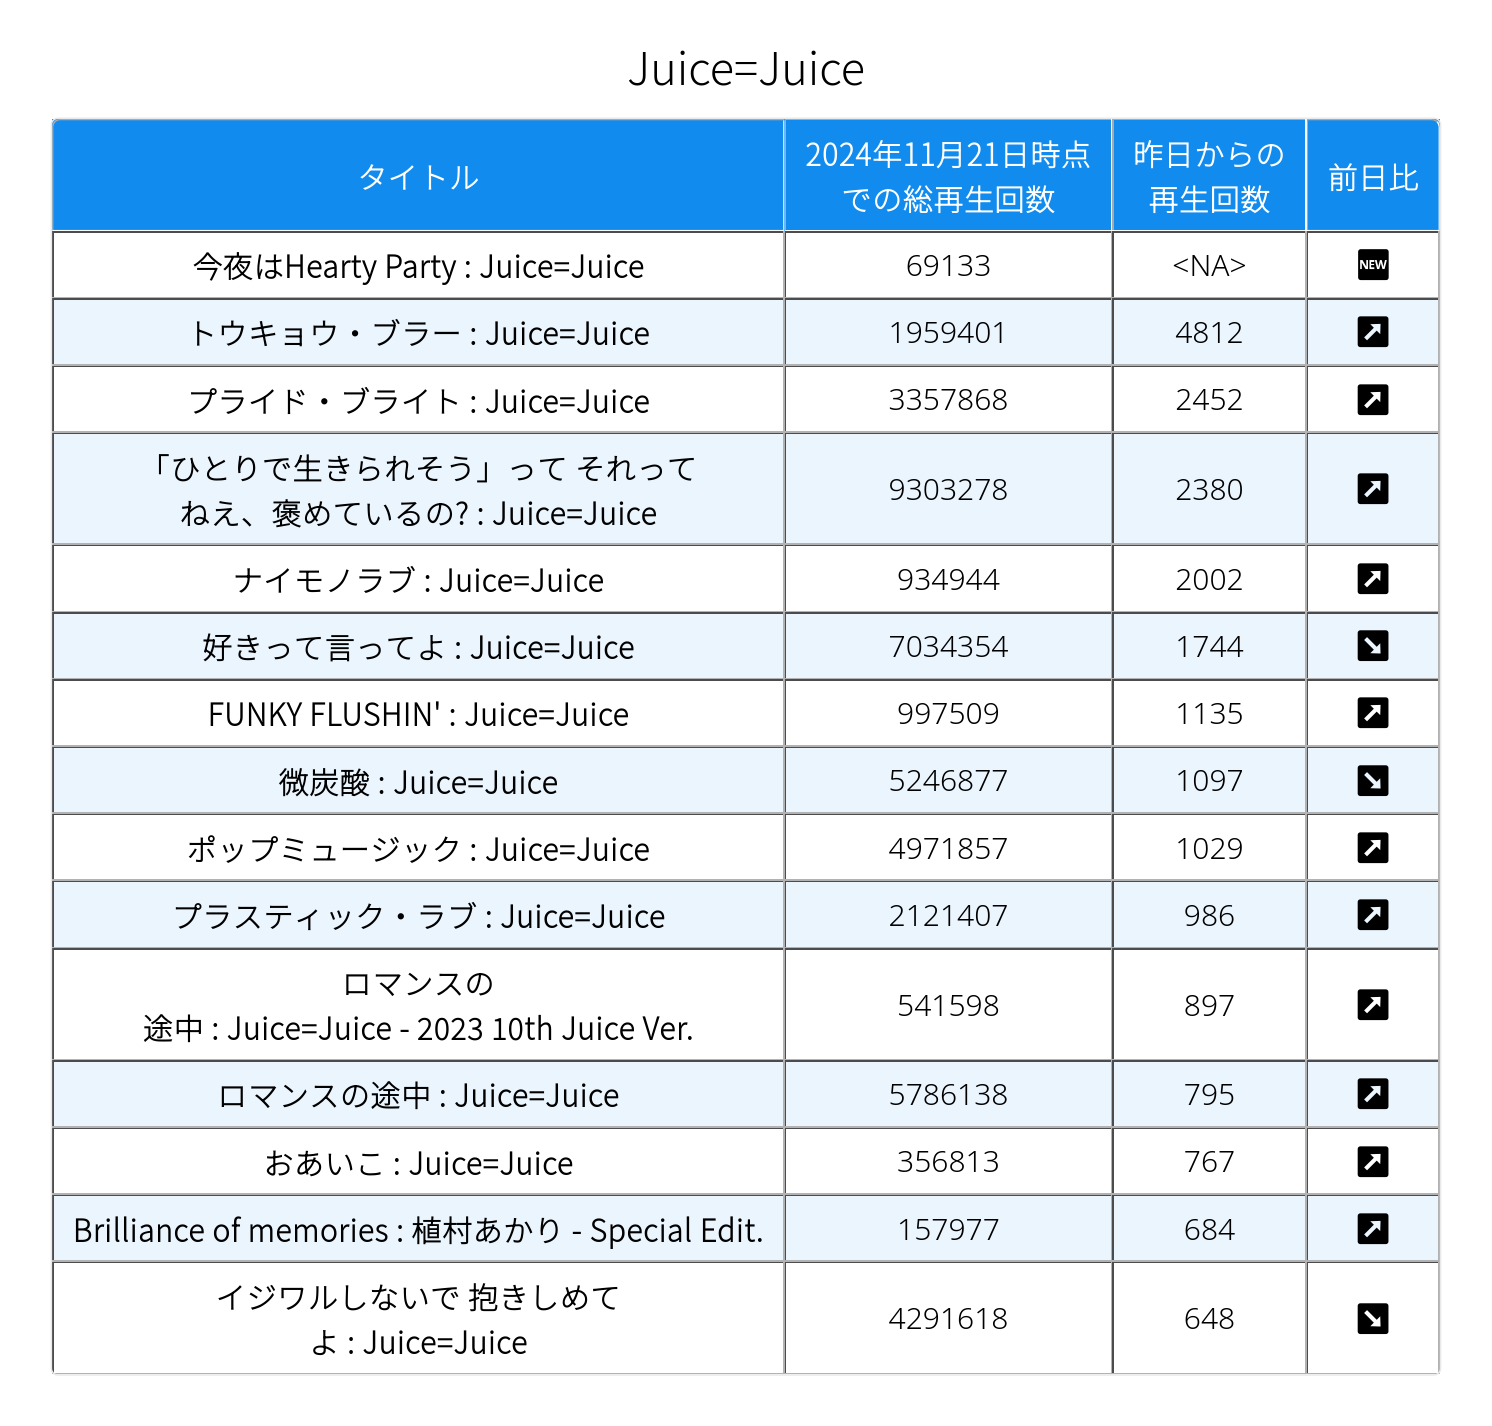 Juice=Juice
タイトル
2024年11月21日時点
での総再生回数
昨日からの
再生回数
前日比
今夜はHearty Party : Juice=Juice
69133
<NA>
NEW
トウキョウ・ブラー : Juice=Juice
1959401
4812
プライド・ブライト : Juice=Juice
3357868
2452
「ひとりで生きられそう」って それって
ねえ、褒めているの? : Juice=Juice
9303278
2380
ナイモノラブ : Juice=Juice
934944
2002
好きって言ってよ : Juice=Juice
7034354
1744
FUNKY FLUSHIN' : Juice=Juice
997509
1135
微炭酸 : Juice=Juice
5246877
1097
ポップミュージック : Juice=Juice
4971857
1029
プラスティック・ラブ : Juice=Juice
2121407
986
ロマンスの
途中 : Juice=Juice - 2023 10th Juice Ver.
541598
897
ロマンスの途中 : Juice=Juice
5786138
795
おあいこ : Juice=Juice
356813
767
Brilliance of memories : 植村あかり - Special Edit.
157977
684
イジワルしないで 抱きしめて
よ : Juice=Juice
4291618
648